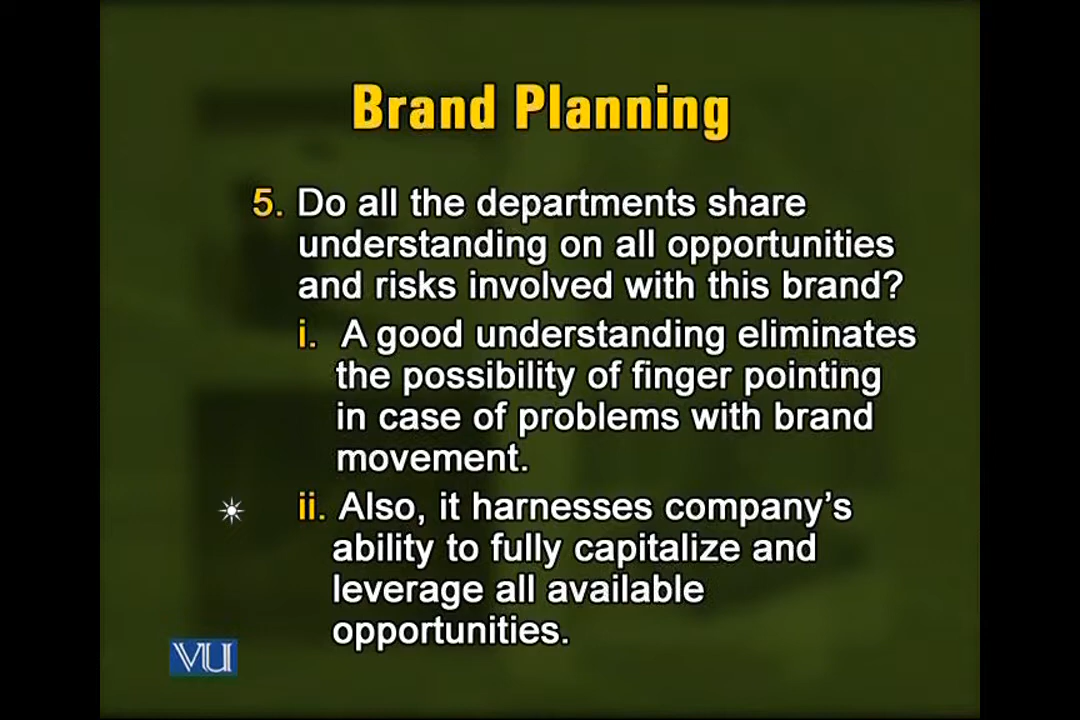 Brand Planning
5. Do all the departments share
understanding on all opportunities
and risks involved with this brand?
i. A good understanding eliminates
the possibility of finger pointing
in case of problems with brand
movement.
ii. Also, it harnesses company’s
ability to fully capitalize and
leverage all available
opportunities.
VU